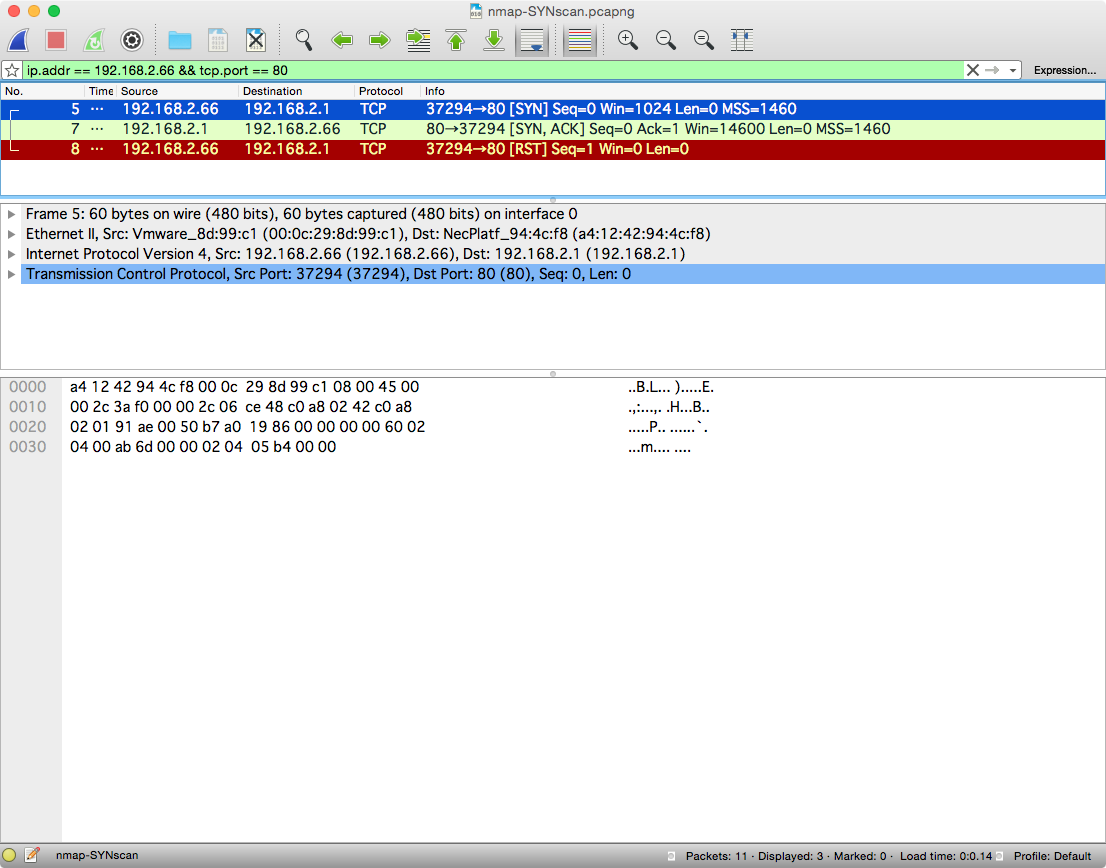 nmap-SYNscan.pcapng
ip.addr == 192.168.2.66 && tcp.port == 80 Expression...
No. Time Source Destination Protocol Info
5 ... 192.168.2.66 192.168.2.1 TCP 37294→80 [SYN] Seq=0 Win=1024 Len=0 MSS=1460
7 ... 192.168.2.1 192.168.2.66 TCP 80→37294 [SYN, ACK] Seq=0 Ack=1 Win=14600 Len=0 MSS=1460
8 ... 192.168.2.66 192.168.2.1 TCP 37294→80 [RST] Seq=1 Win=0 Len=0
Frame 5: 60 bytes on wire (480 bits), 60 bytes captured (480 bits) on interface 0
Ethernet II, Src: Vmware_8d:99:c1 (00:0c:29:8d:99:c1), Dst: NecPlatf_94:4c:f8 (a4:12:42:94:4c:f8)
Internet Protocol Version 4, Src: 192.168.2.66 (192.168.2.66), Dst: 192.168.2.1 (192.168.2.1)
Transmission Control Protocol, Src Port: 37294 (37294), Dst Port: 80 (80), Seq: 0, Len: 0
0000 a4 12 42 94 4c f8 00 0c 29 8d 99 c1 08 00 45 00 ..B.L... ).....E.
0010 00 2c 3a f0 00 00 2c 06 ce 48 c0 a8 02 42 c0 a8 .,:...,. .H...B..
0020 02 01 91 ae 00 50 b7 a0 19 86 00 00 00 00 60 02 .....P.. ......`.
0030 04 00 ab 6d 00 00 02 04 05 b4 00 00 ...m.... ....
nmap-SYNscan Packets: 11 · Displayed: 3 · Marked: 0 · Load time: 0:0.14 Profile: Default